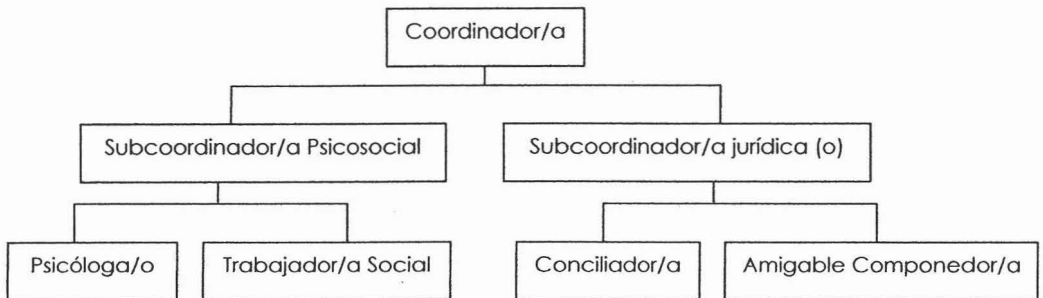 Coordinador/a
Subcoordinador/a Psicosocial
Subcoordinador/a jurídica (o)
Psicóloga/o
Trabajador/a Social
Conciliador/a
Amigable Componedor/a